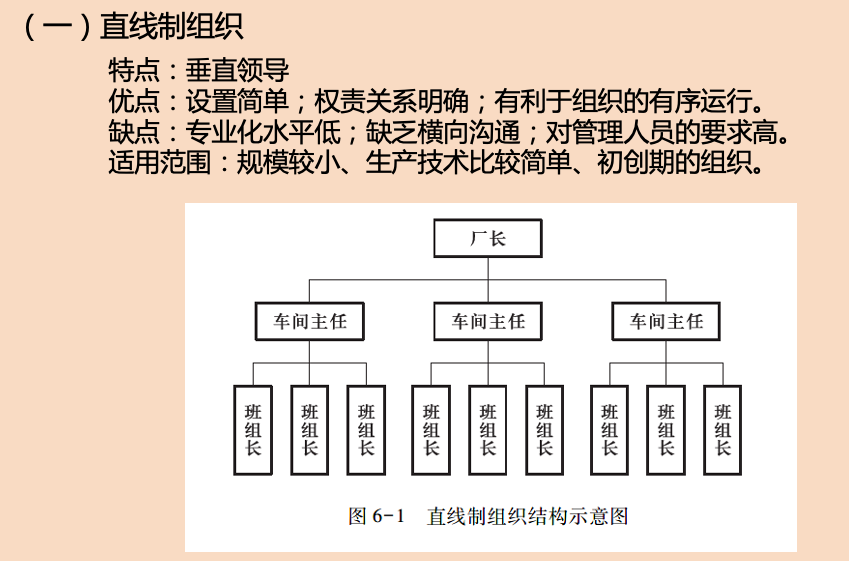 （一）直线制组织
特点：垂直领导
优点：设置简单；权责关系明确；有利于组织的有序运行。
缺点：专业化水平低；缺乏横向沟通；对管理人员的要求高。
适用范围：规模较小、生产技术比较简单、初创期的组织。
厂长
车间主任
车间主任
车间主任
班组长
班组长
班组长
班组长
班组长
班组长
班组长
班组长
班组长
图 6-1 直线制组织结构示意图